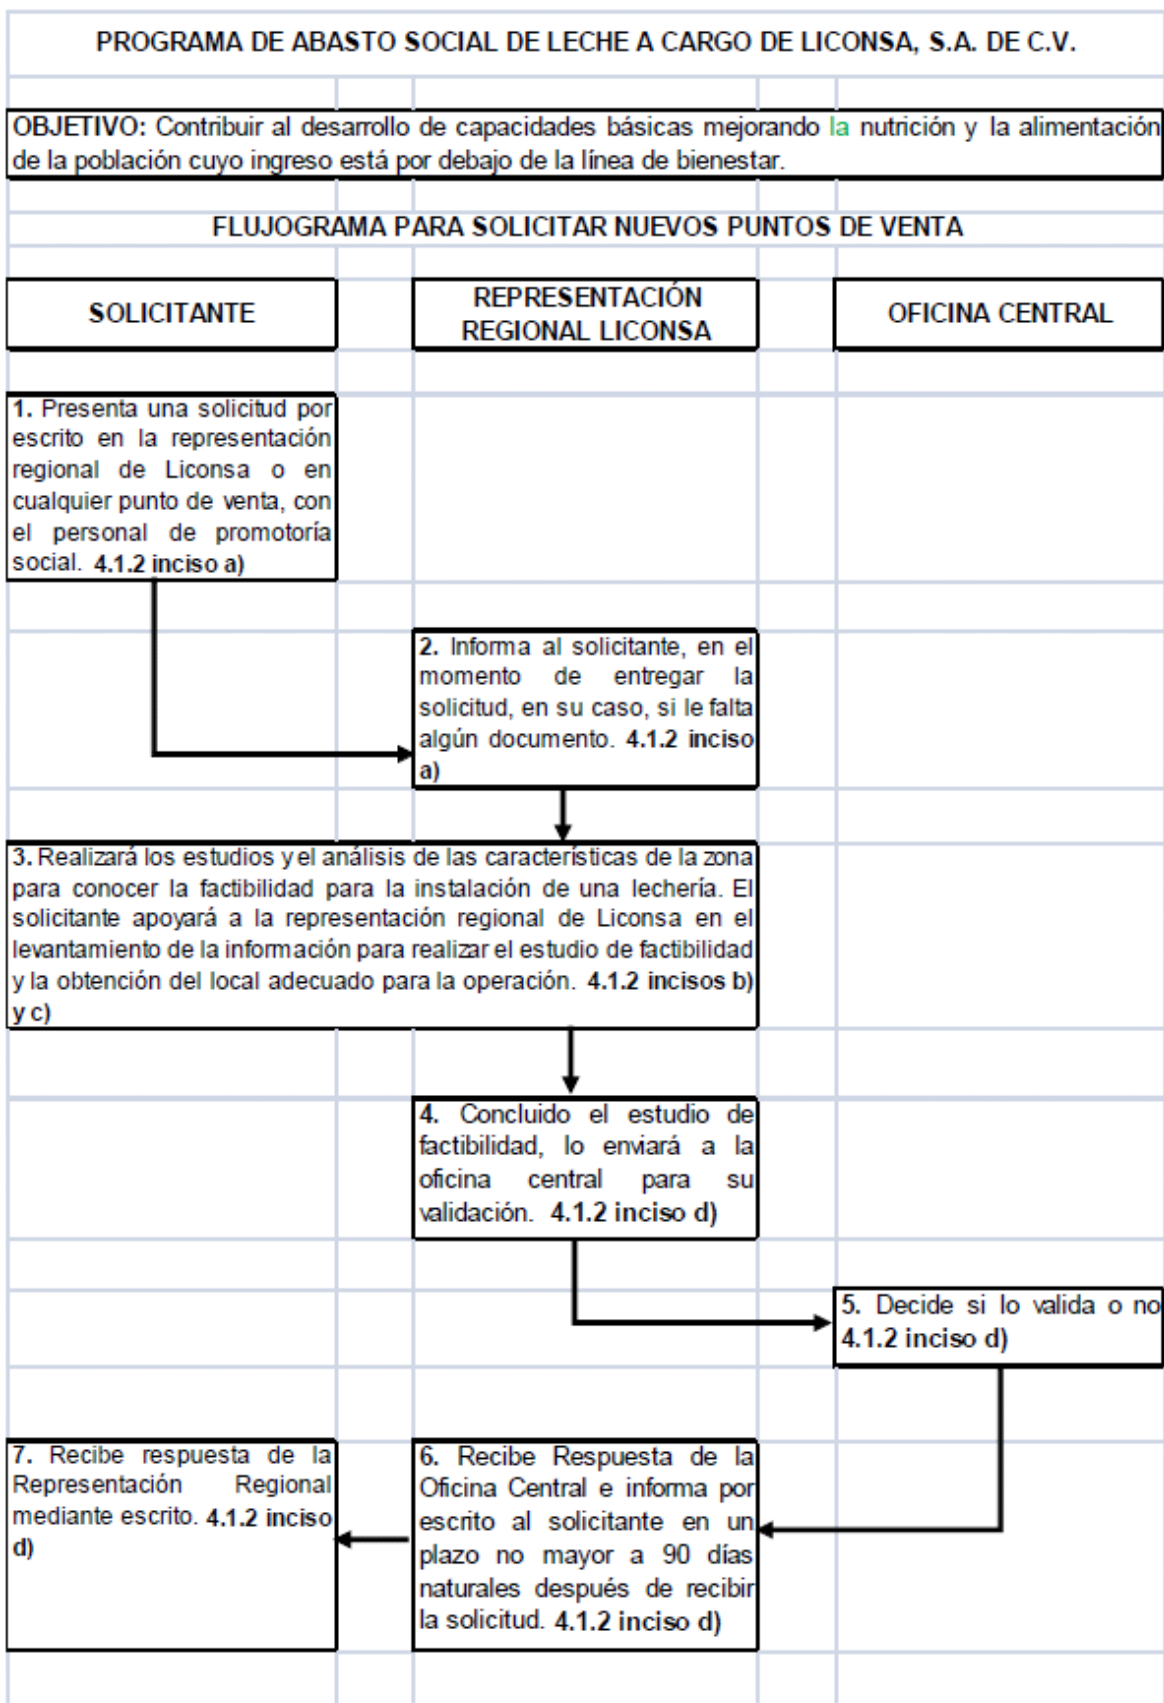 PROGRAMA DE ABASTO SOCIAL DE LECHE A CARGO DE LICONSA, S.A. DE C.V.
OBJETIVO: Contribuir al desarrollo de capacidades básicas mejorando la nutrición y la alimentación
de la población cuyo ingreso está por debajo de la línea de bienestar.
FLUJOGRAMA PARA SOLICITAR NUEVOS PUNTOS DE VENTA
SOLICITANTE
REPRESENTACIÓN
REGIONAL LICONSA
OFICINA CENTRAL
1. Presenta una solicitud por
escrito en la representación
regional de Liconsa o en
cualquier punto de venta, con
el personal de promotoría
social. 4.1.2 inciso a)
2. Informa al solicitante, en el
momento de entregar la
solicitud, en su caso, si le falta
algún documento. 4.1.2 inciso
a)
3. Realizará los estudios y el análisis de las características de la zona
para conocer la factibilidad para la instalación de una lechería. El
solicitante apoyará a la representación regional de Liconsa en el
levantamiento de la información para realizar el estudio de factibilidad
y la obtención del local adecuado para la operación. 4.1.2 incisos b)
y c)
4. Concluido el estudio de
factibilidad, lo enviará a la
oficina central para su
validación. 4.1.2 inciso d)
5. Decide si lo valida o no
4.1.2 inciso d)
6. Recibe Respuesta de la
Oficina Central e informa por
escrito al solicitante en un
plazo no mayor a 90 días
naturales después de recibir
la solicitud. 4.1.2 inciso d)
7. Recibe respuesta de la
Representación Regional
mediante escrito. 4.1.2 inciso
d)